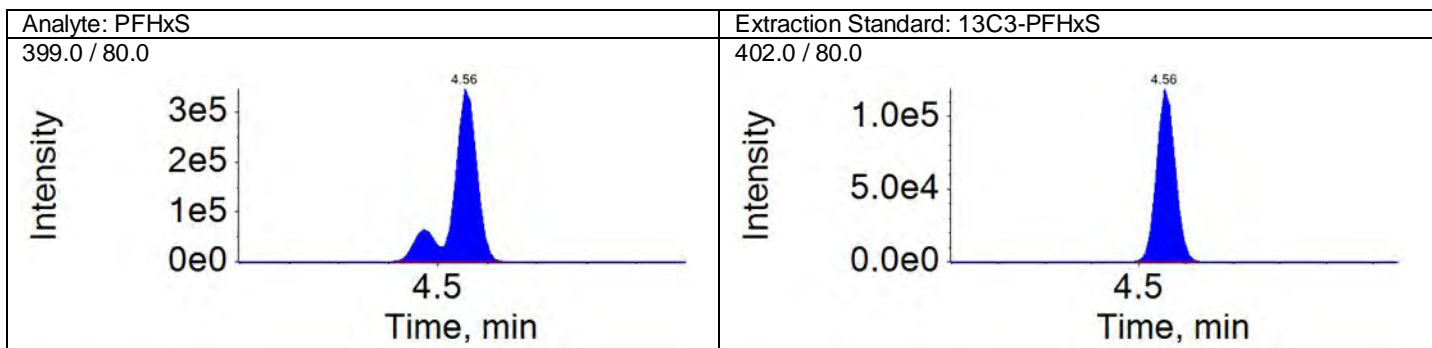 Analyte: PFHxS
Extraction Standard: 13C3-PFHxS
399.0 / 80.0
402.0 / 80.0
4.56
3e5
2e5
1e5
0e0
Intensity
4.5
Time, min
4.56
1.0e5
5.0e4
0.0e0
Intensity
4.5
Time, min